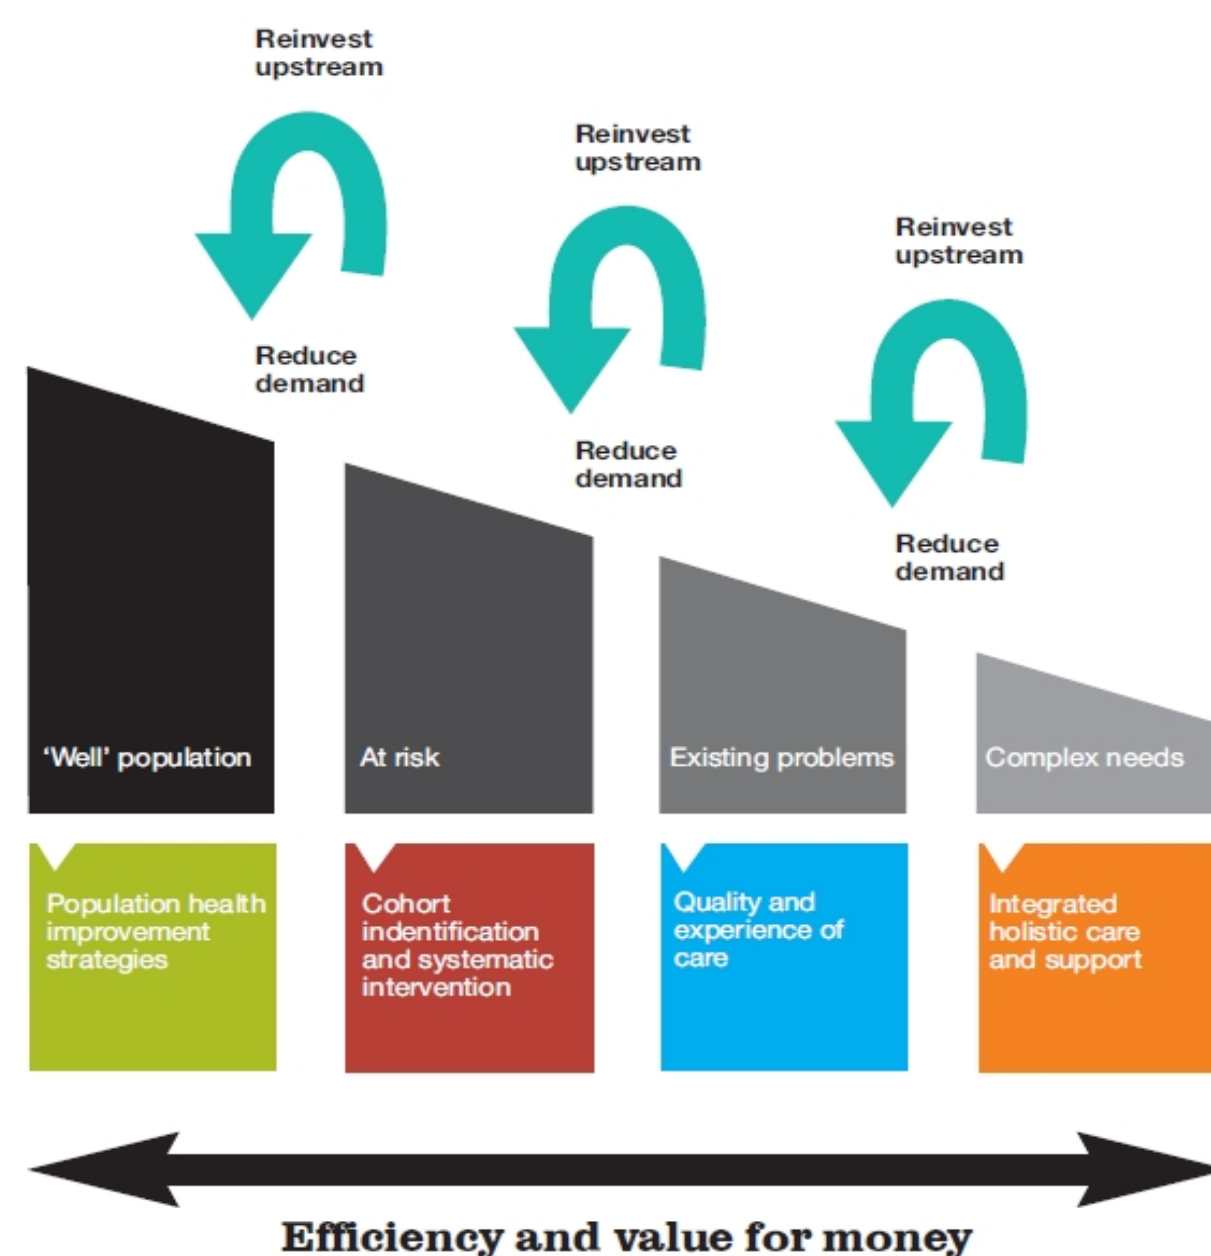 Reinvest
upstream
Reinvest
upstream
Reinvest
upstream
Reduce
demand
Reduce
demand
Reduce
demand
‘Well’ population
At risk
Existing problems
Complex needs
Population health
improvement
strategies
Cohort
indentification
and systematic
intervention
Quality and
experience of
care
Integrated
holistic care
and support
Efficiency and value for money